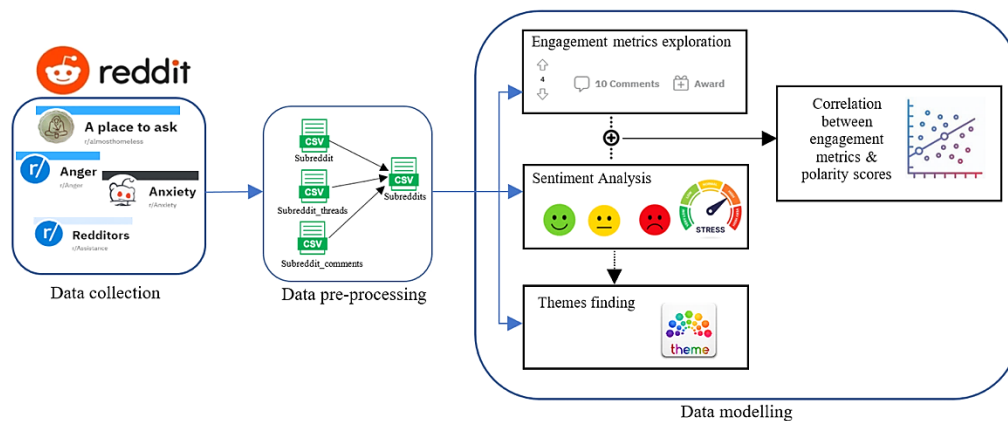 reddit
A place to ask
r/almosthomeless
r/
Anger
r/Anger
Anxiety
r/Anxiety
r/
Redditors
r/Assistance
Data collection
CSV
Subreddit
CSV
Subreddit_threads
CSV
Subreddit_comments
CSV
Subreddits
Data pre-processing
Engagement metrics exploration
4
10 Comments
Award
Sentiment Analysis
STRESS
Themes finding
theme
Correlation
between
engagement
metrics &
polarity scores
Data modelling